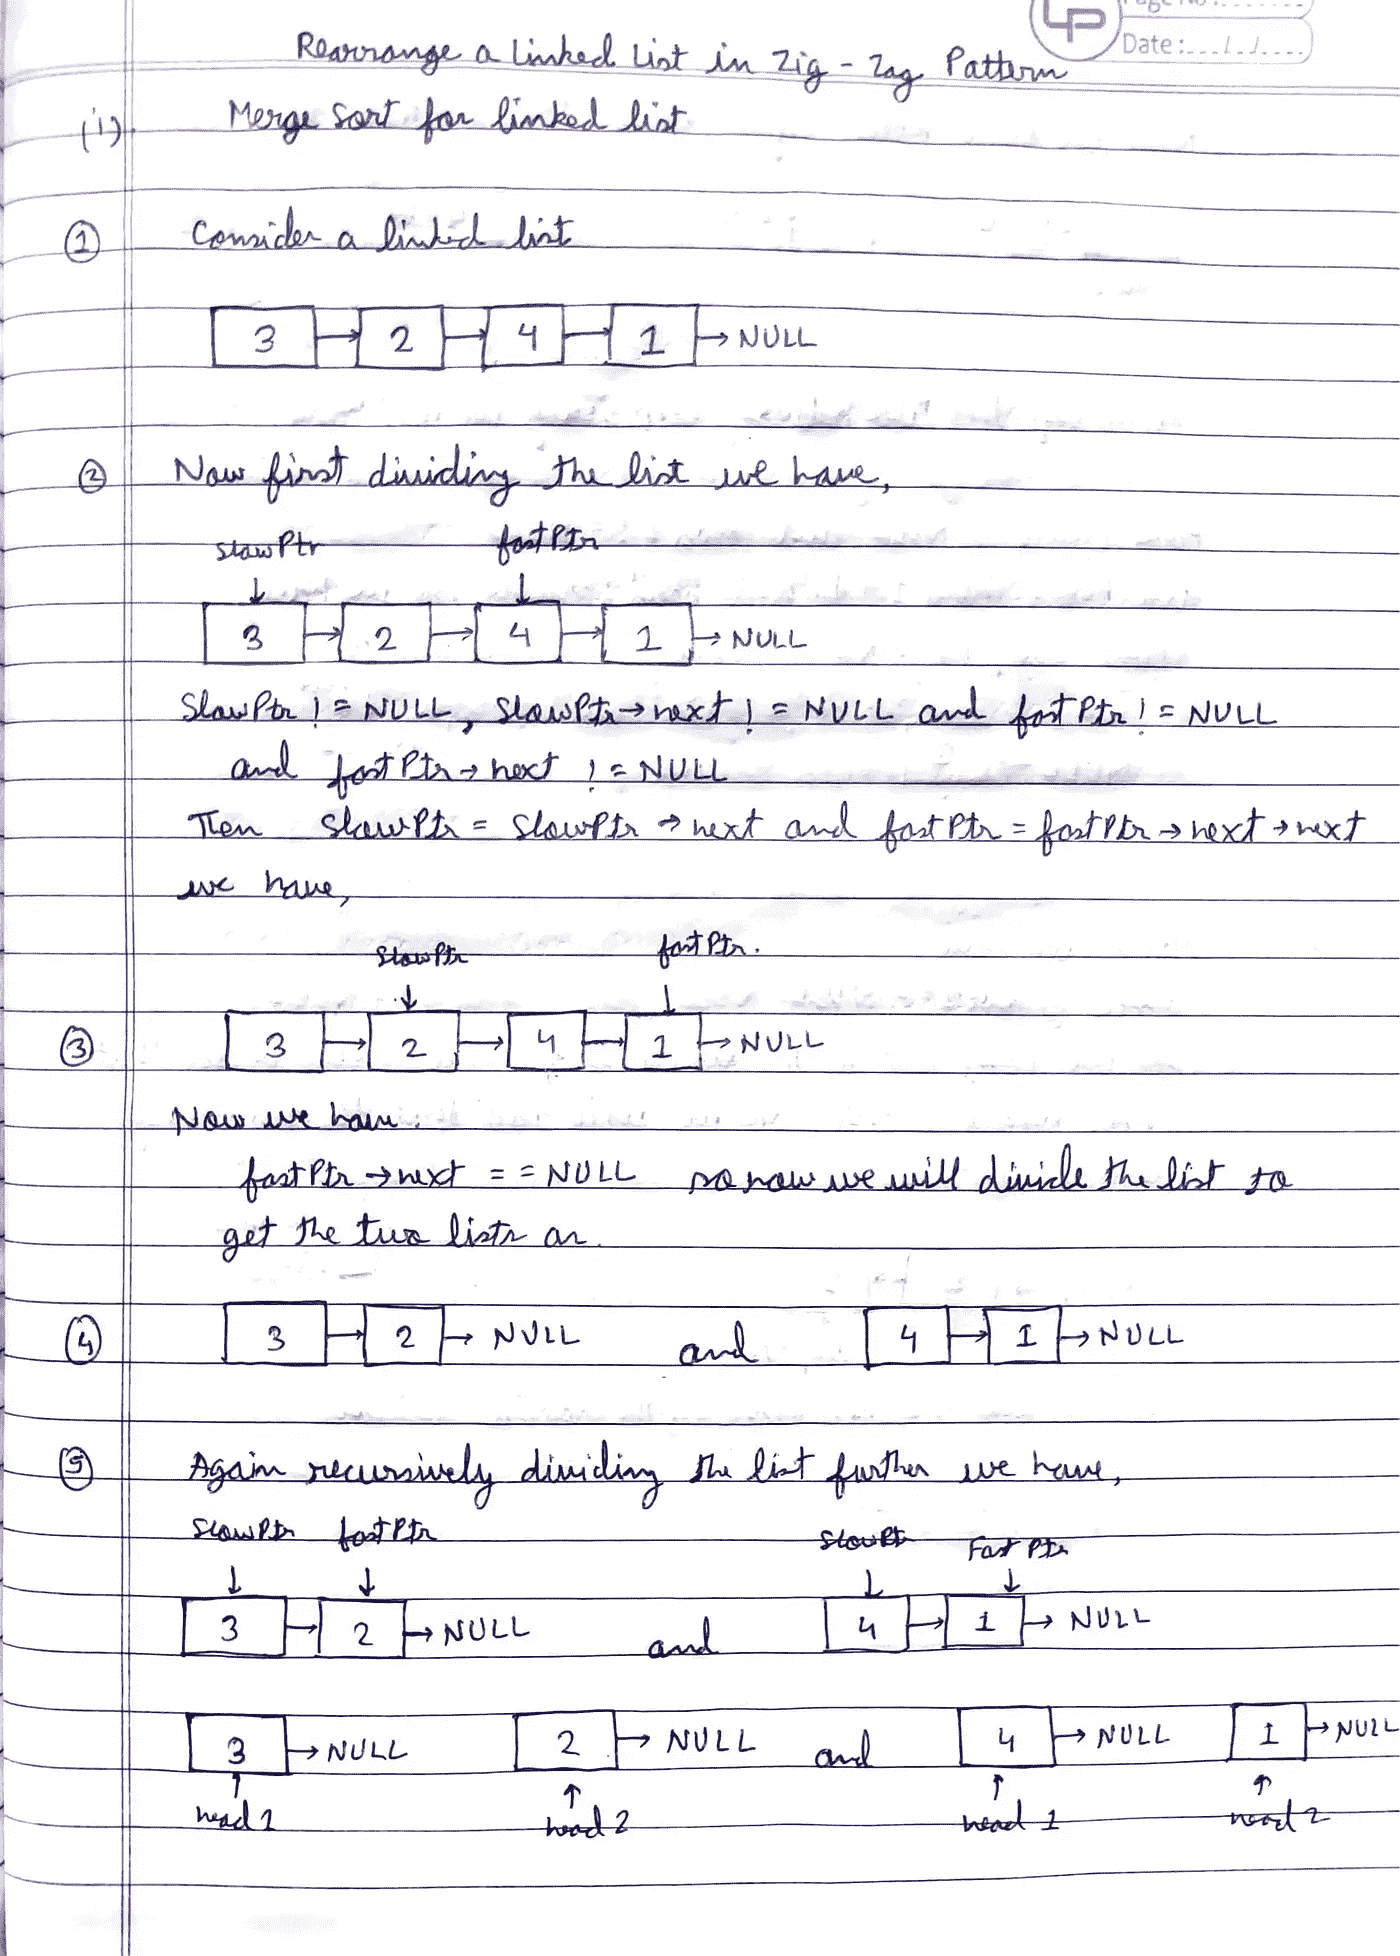 Page No :........
LP
Date :.../../....
Rearrange a Linked List in Zig - Zag Pattern
(i) Merge Sort for linked list
① Consider a linked list
3 → 2 → 4 → 1 → NULL
② Now first dividing the list we have,
slowPtr fastPtr
↓ ↓
3 → 2 → 4 → 1 → NULL
SlowPtr != NULL, SlowPtr→next != NULL and fastPtr != NULL
and fastPtr→next != NULL
Then slowPtr = SlowPtr → next and fastPtr = fastPtr → next → next
we have,
SlowPtr fastPtr.
↓ ↓
③ 3 → 2 → 4 → 1 → NULL
Now we have.
fastPtr → next == NULL so now we will divide the list to
get the two lists as.
④ 3 → 2 → NULL and 4 → 1 → NULL
⑤ Again recursively dividing the list further we have,
SlowPtr fastPtr SlowPtr Fast Ptr
↓ ↓ ↓ ↓
3 → 2 → NULL and 4 → 1 → NULL
3 → NULL 2 → NULL and 4 → NULL 1 → NULL
↑ ↑ ↑ ↑
head 1 head 2 head 1 head 2